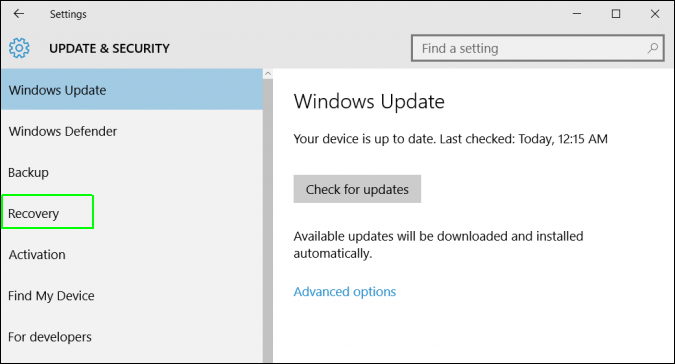 Settings
UPDATE & SECURITY
Find a setting
Windows Update
Windows Defender
Backup
Recovery
Activation
Find My Device
For developers
Windows Update
Your device is up to date. Last checked: Today, 12:15 AM
Check for updates
Available updates will be downloaded and installed
automatically.
Advanced options